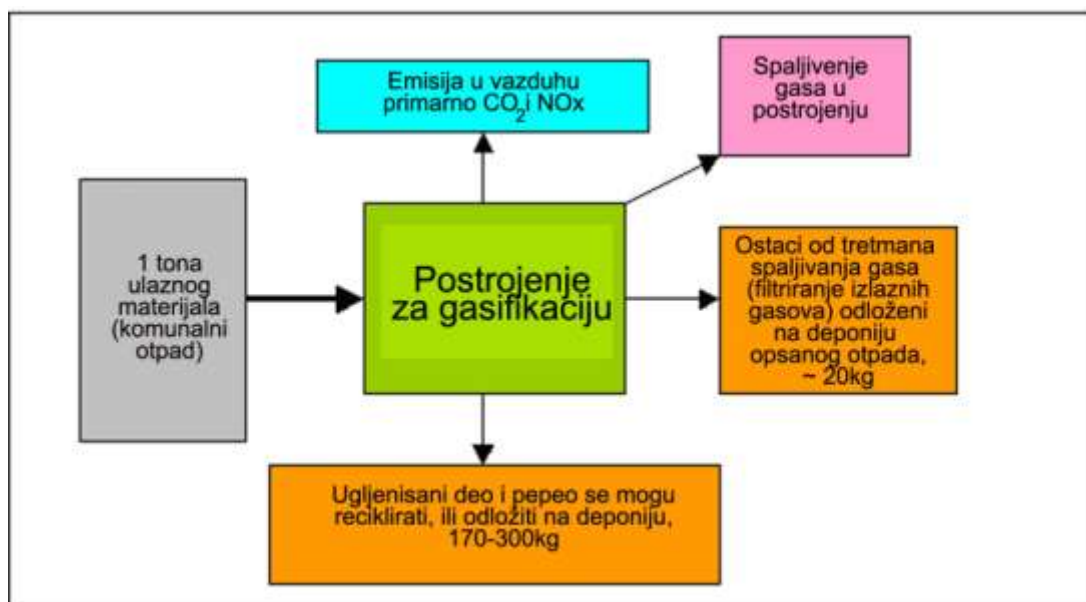 Emisija u vazduhu
primarno CO2i NOx
Spaljivenje
gasa u
postrojenju
1 tona
ulaznog
materijala
(komunalni
otpad)
Postrojenje
za gasifikaciju
Ostaci od tretmana
spaljivanja gasa
(filtriranje izlaznih
gasova) odloženi
na deponiju
opsanog otpada,
~ 20kg
Ugljenisani deo i pepeo se mogu
reciklirati, ili odložiti na deponiju,
170-300kg